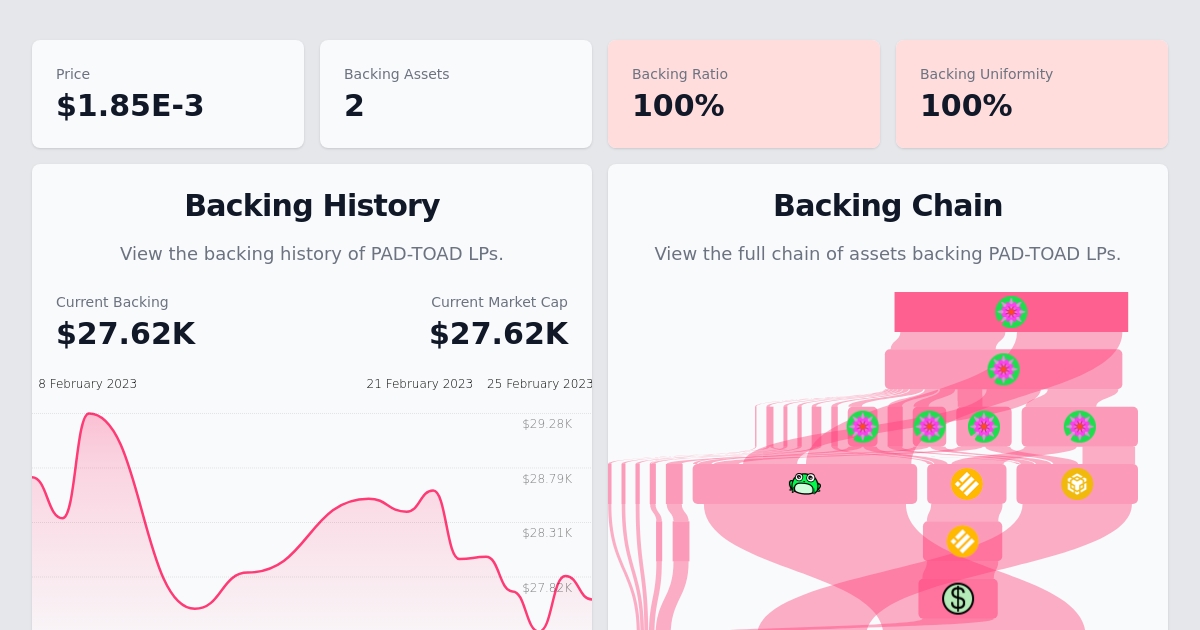 Price
$1.85E-3
Backing Assets
2
Backing Ratio
100%
Backing Uniformity
100%
Backing History
View the backing history of PAD-TOAD LPs.
Current Backing
$27.62K
Current Market Cap
$27.62K
8 February 2023
21 February 2023
25 February 2023
$29.28K
$28.79K
$28.31K
$27.82K
Backing Chain
View the full chain of assets backing PAD-TOAD LPs.
$